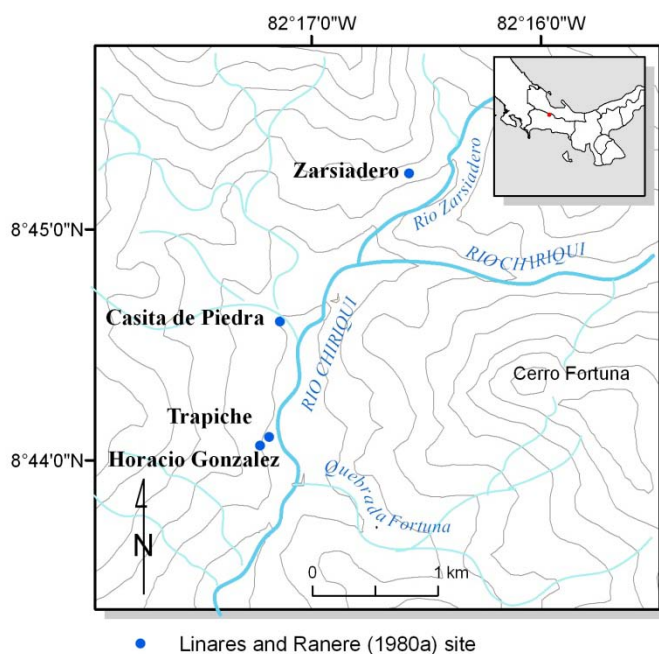 82°17'0"W
82°16'0"W
Zarsiadero
Rio Zarsiadero
8°45'0"N
RIO CHIRIQUI
Casita de Piedra
RIO CHIRIQUI
Cerro Fortuna
Trapiche
8°44'0"N
Horacio Gonzalez
Quebrada Fortuna
N
0
1 km
Linares and Ranere (1980a) site